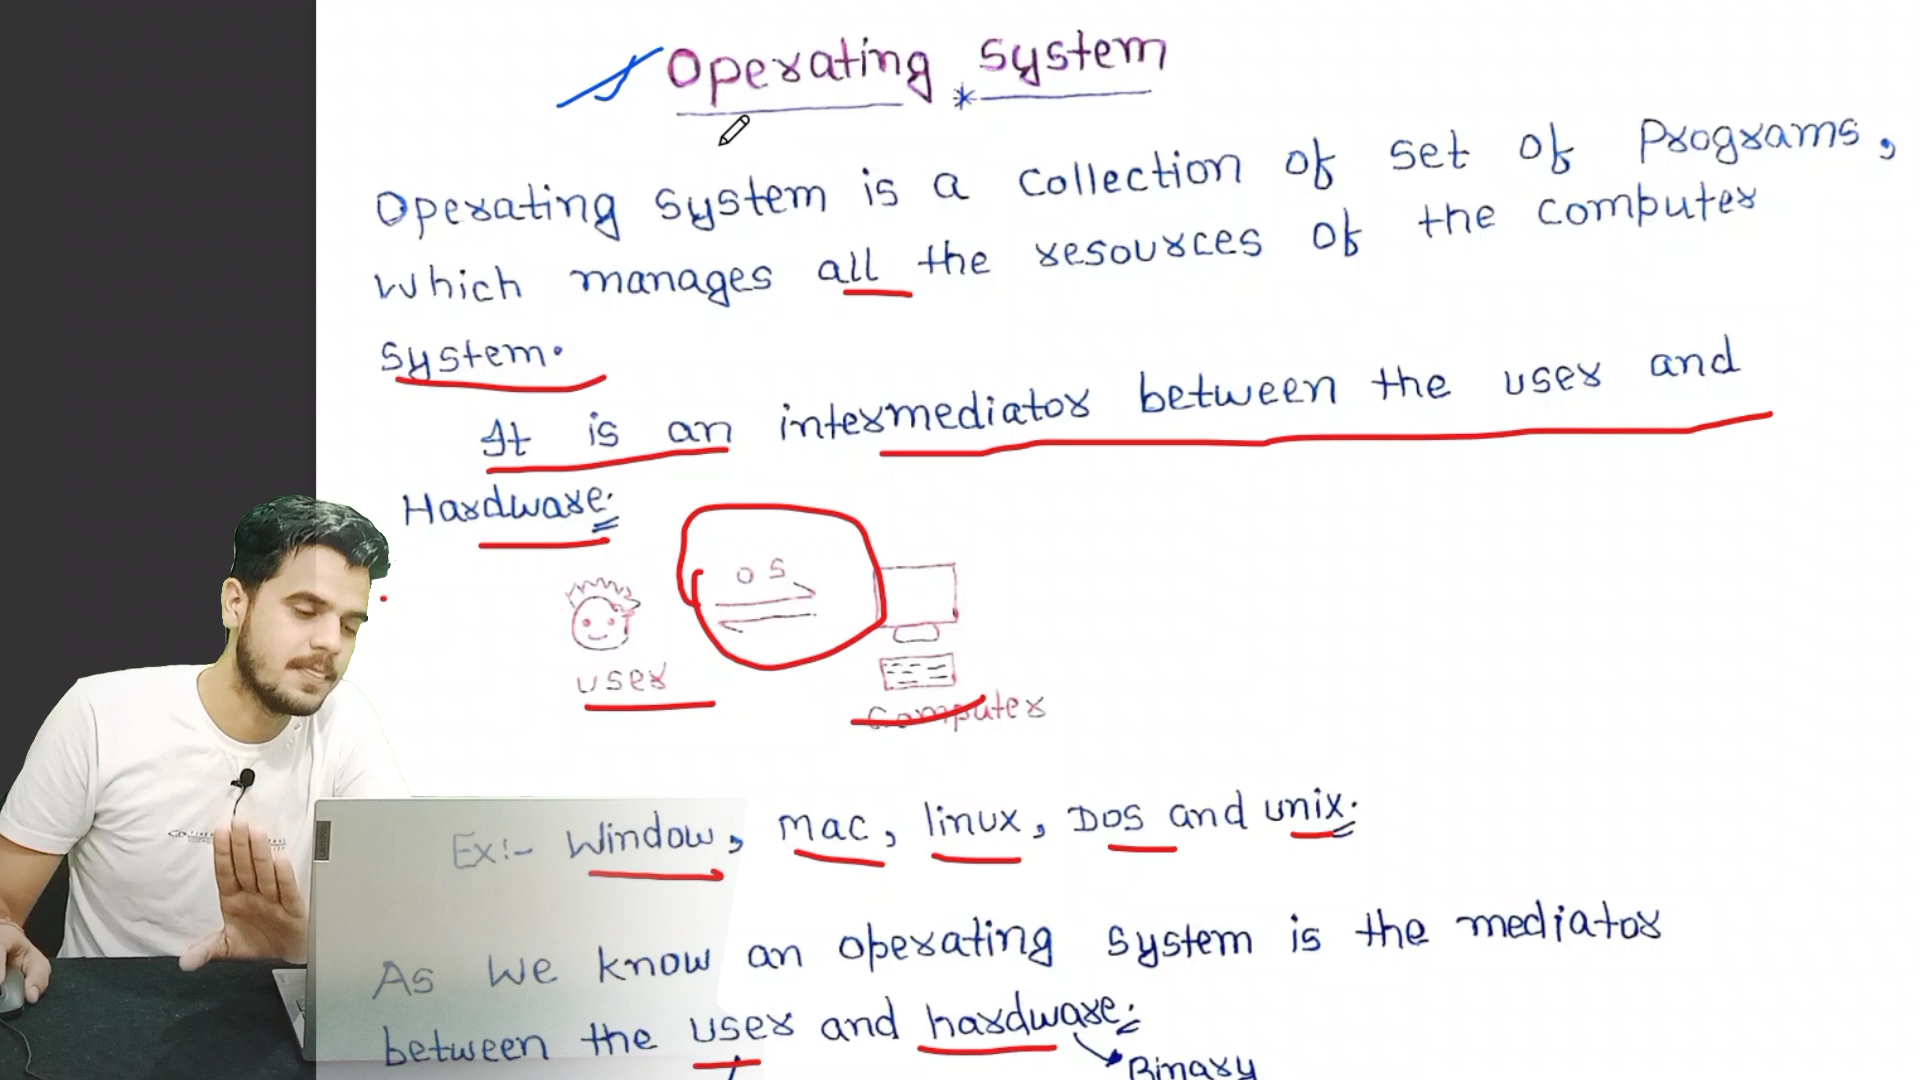 Operating System
Operating System is a Collection of set of Programs,
which manages all the resources of the computer
System.
It is an intermediator between the user and
Hardware.
OS
user
Computer
Ex:- Window, Mac, linux, DOS and unix.
As we know an operating system is the mediator
between the user and hardware.
Binary